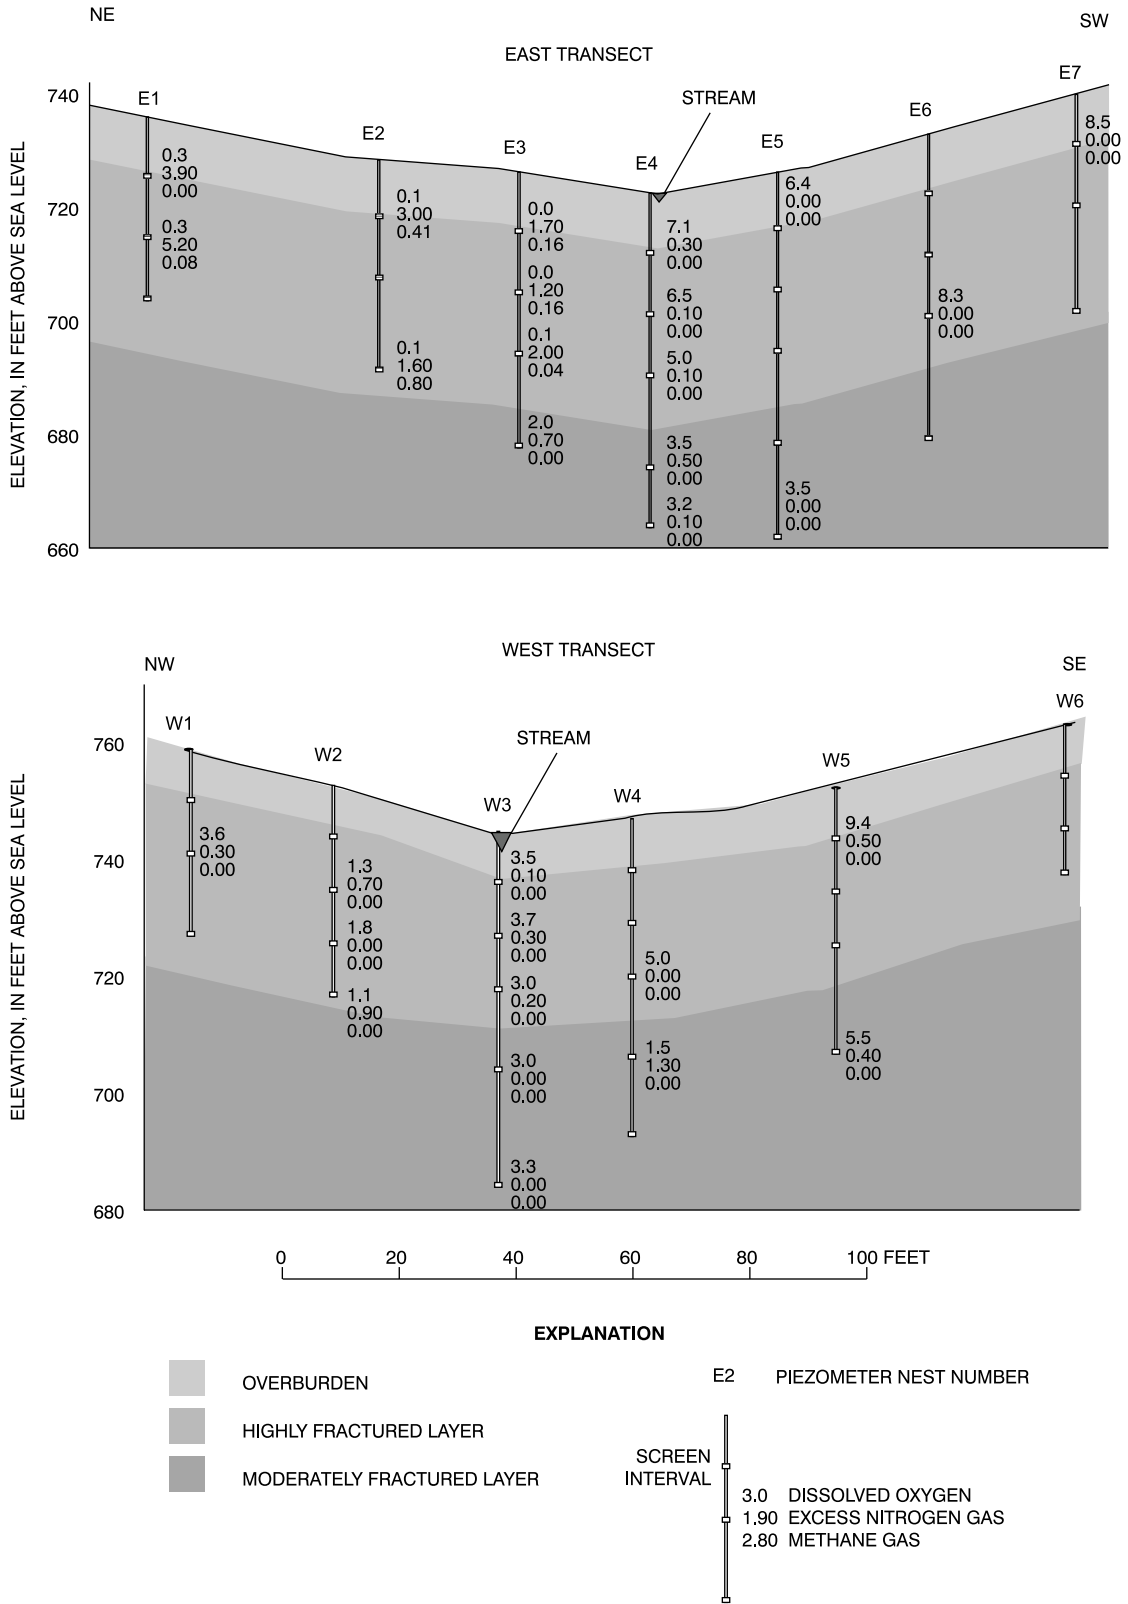 NE
SW
EAST TRANSECT
E7
740
E1
STREAM
E6
8.5
0.00
0.00
E2
E3
E4
E5
0.3
3.90
0.00
6.4
0.00
0.00
0.1
3.00
0.41
0.0
1.70
0.16
720
7.1
0.30
0.00
0.3
5.20
0.08
0.0
1.20
0.16
6.5
0.10
0.00
8.3
0.00
0.00
700
0.1
2.00
0.04
0.1
1.60
0.80
5.0
0.10
0.00
680
2.0
0.70
0.00
3.5
0.50
0.00
3.2
0.10
0.00
3.5
0.00
0.00
660
ELEVATION, IN FEET ABOVE SEA LEVEL
WEST TRANSECT
NW
SE
W6
W1
760
STREAM
W2
W5
W3
W4
3.6
0.30
0.00
9.4
0.50
0.00
740
3.5
0.10
0.00
1.3
0.70
0.00
3.7
0.30
0.00
1.8
0.00
0.00
5.0
0.00
0.00
720
3.0
0.20
0.00
1.1
0.90
0.00
5.5
0.40
0.00
3.0
0.00
0.00
1.5
1.30
0.00
700
3.3
0.00
0.00
680
ELEVATION, IN FEET ABOVE SEA LEVEL
0 20 40 60 80 100 FEET
EXPLANATION
OVERBURDEN
HIGHLY FRACTURED LAYER
MODERATELY FRACTURED LAYER
E2 PIEZOMETER NEST NUMBER
SCREEN
INTERVAL
3.0 DISSOLVED OXYGEN
1.90 EXCESS NITROGEN GAS
2.80 METHANE GAS